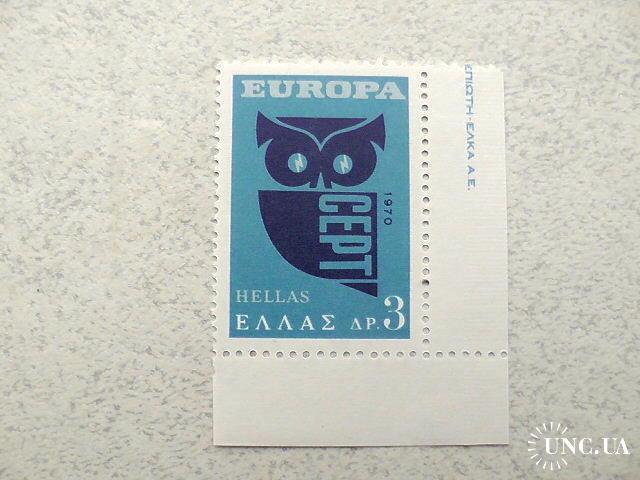 EUROPA
CEPT
1970
HELLAS
ΕΛΛΑΣ ΔΡ. 3
ΕΠΙΩΤΗ-ΕΛΚΑ Α.Ε.
UNC.UA